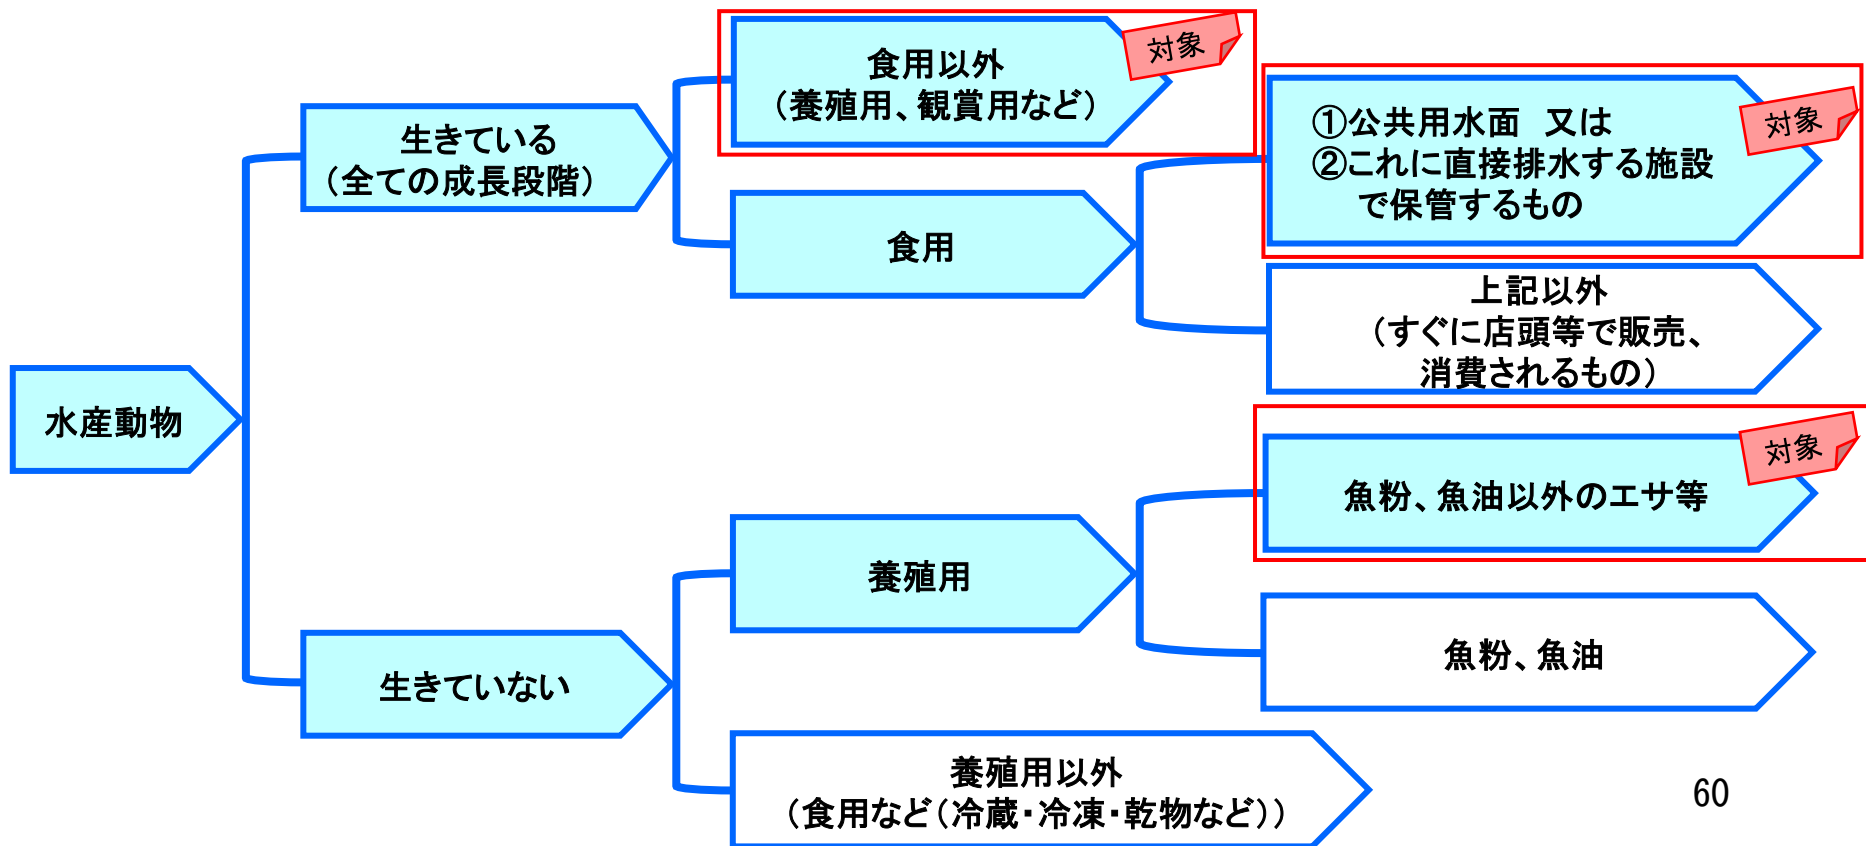 食用以外
（養殖用、観賞用など）
対象
生きている
（全ての成長段階）
①公共用水面　又は
②これに直接排水する施設
で保管するもの
対象
食用
上記以外
（すぐに店頭等で販売、
消費されるもの）
水産動物
魚粉、魚油以外のエサ等
対象
養殖用
魚粉、魚油
生きていない
養殖用以外
（食用など（冷蔵・冷凍・乾物など））
60